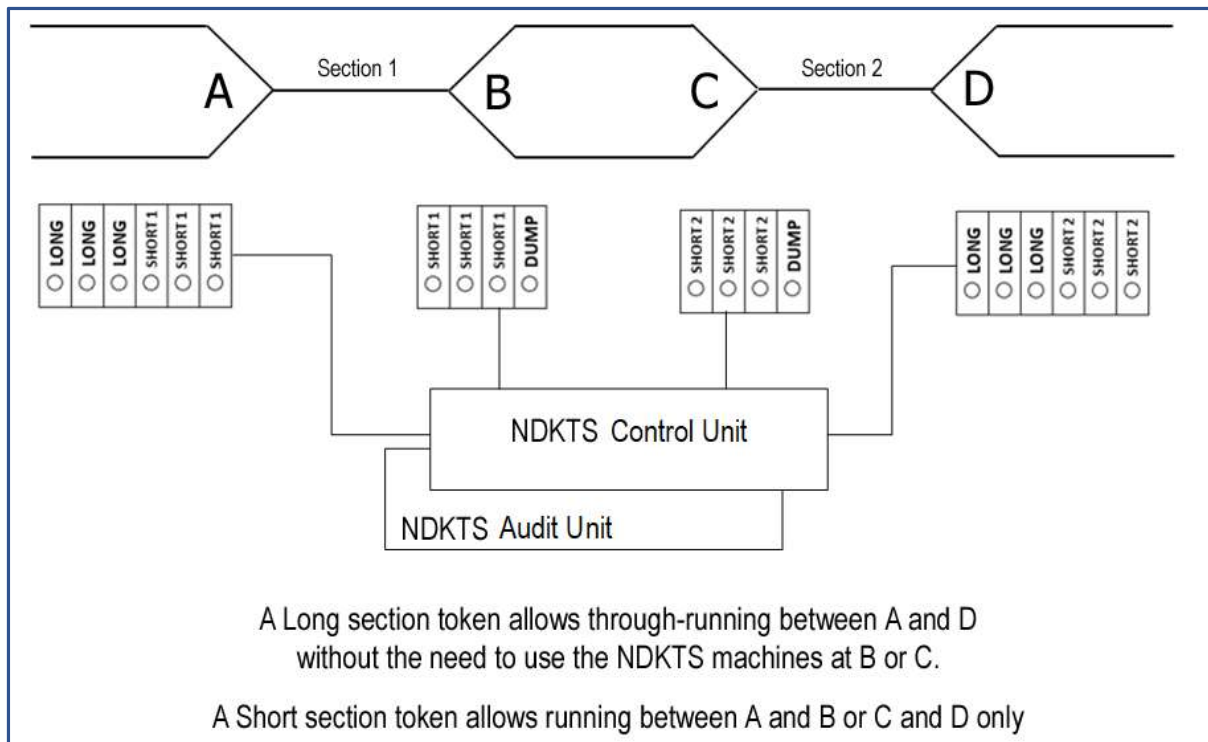 Section 1
Section 2
A
B
C
D
LONG
LONG
LONG
SHORT 1
SHORT 1
SHORT 1
SHORT 1
SHORT 1
SHORT 1
DUMP
SHORT 2
SHORT 2
SHORT 2
DUMP
LONG
LONG
LONG
SHORT 2
SHORT 2
SHORT 2
NDKTS Control Unit
NDKTS Audit Unit
A Long section token allows through-running between A and D
without the need to use the NDKTS machines at B or C.
A Short section token allows running between A and B or C and D only